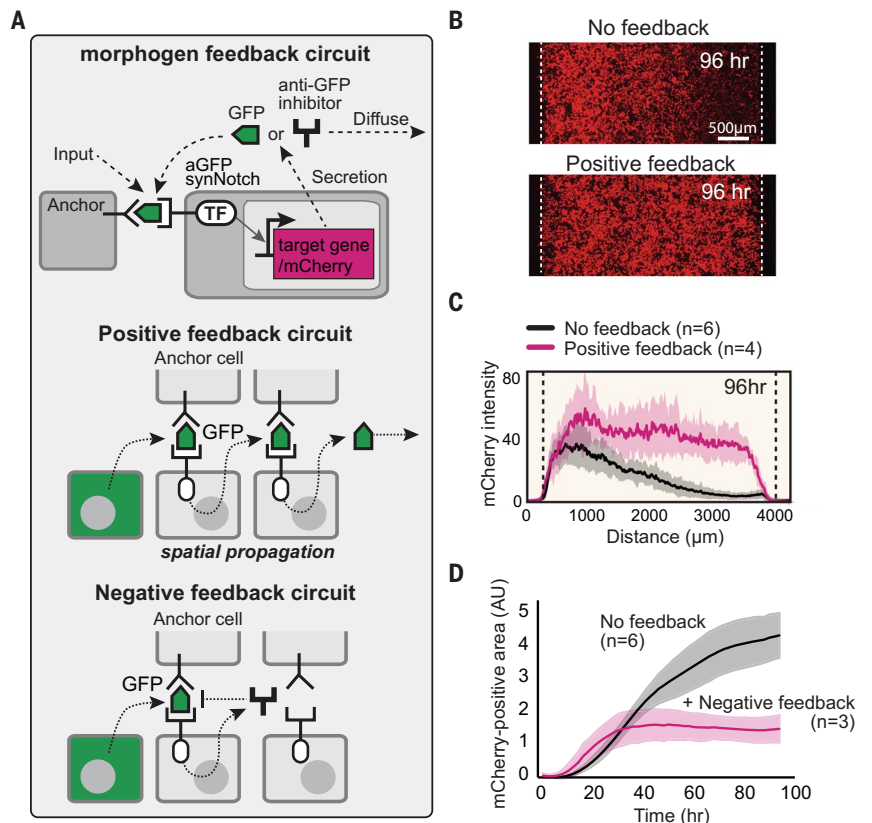 A
morphogen feedback circuit
anti-GFP
inhibitor
GFP
or
Diffuse
Input
aGFP
synNotch
Secretion
Anchor
TF
target gene
/mCherry
Positive feedback circuit
Anchor cell
GFP
spatial propagation
Negative feedback circuit
Anchor cell
GFP
B
No feedback
96 hr
500µm
Positive feedback
96 hr
C
No feedback (n=6)
Positive feedback (n=4)
mCherry intensity
80
40
0
96hr
0 1000 2000 3000 4000
Distance (µm)
D
mCherry-positive area (AU)
5
4
3
2
1
0
No feedback
(n=6)
+ Negative feedback
(n=3)
0 20 40 60 80 100
Time (hr)